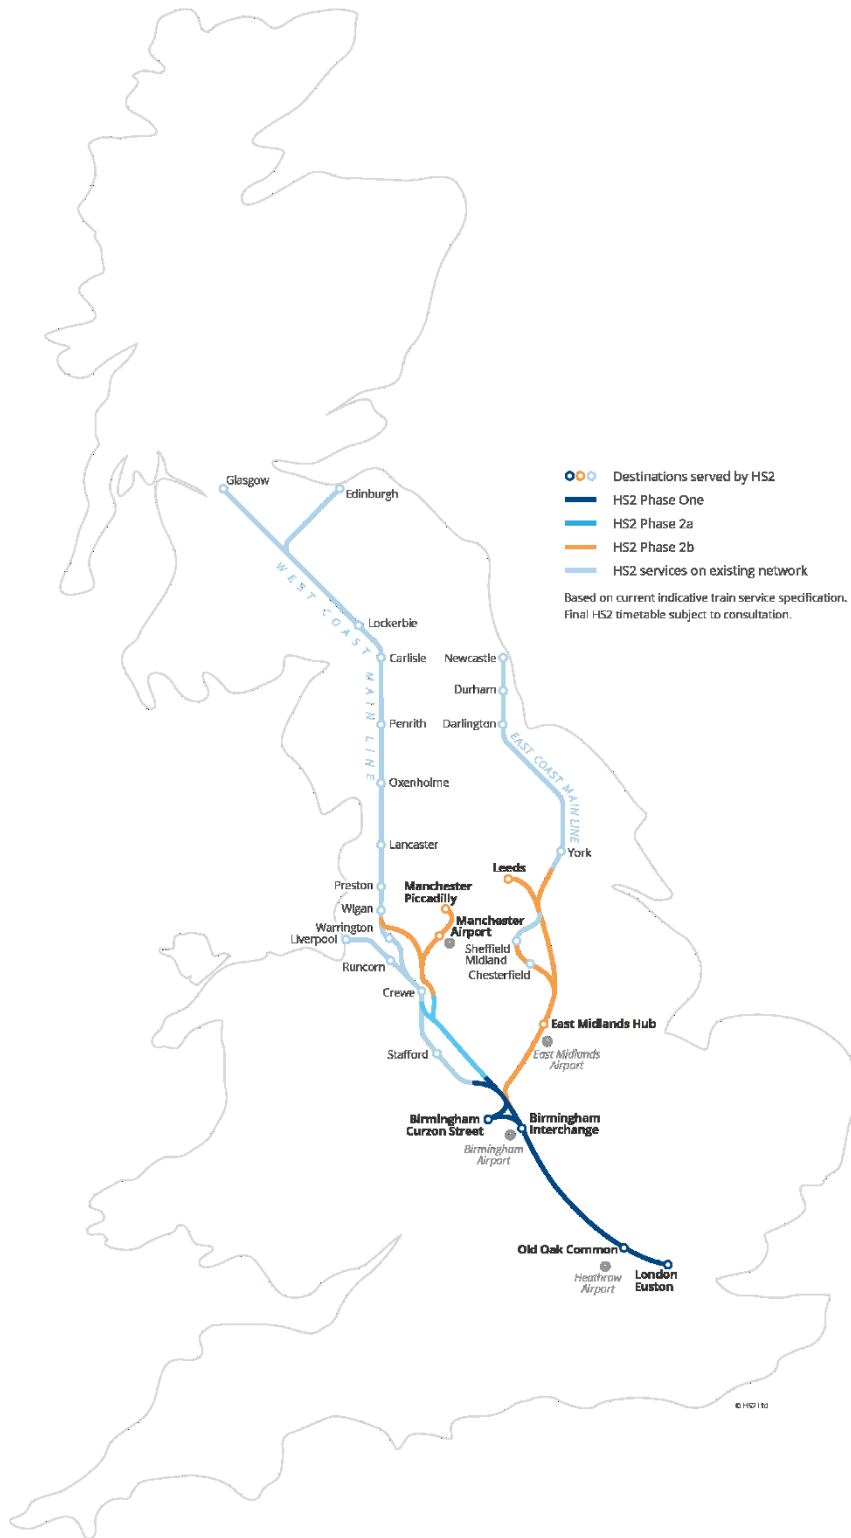 Glasgow
Edinburgh
Destinations served by HS2
HS2 Phase One
HS2 Phase 2a
HS2 Phase 2b
HS2 services on existing network
Based on current indicative train service specification.
Final HS2 timetable subject to consultation.
WEST COAST MAIN LINE
Lockerbie
Carlisle
Newcastle
Durham
Penrith
Darlington
EAST COAST MAIN LINE
Oxenholme
Lancaster
York
Leeds
Preston
Manchester
Piccadilly
Wigan
Manchester
Airport
Warrington
Liverpool
Sheffield
Midland
Runcorn
Chesterfield
Crewe
East Midlands Hub
Stafford
East Midlands
Airport
Birmingham
Curzon Street
Birmingham
Interchange
Birmingham
Airport
Old Oak Common
Heathrow
Airport
London
Euston
© HS2 Ltd